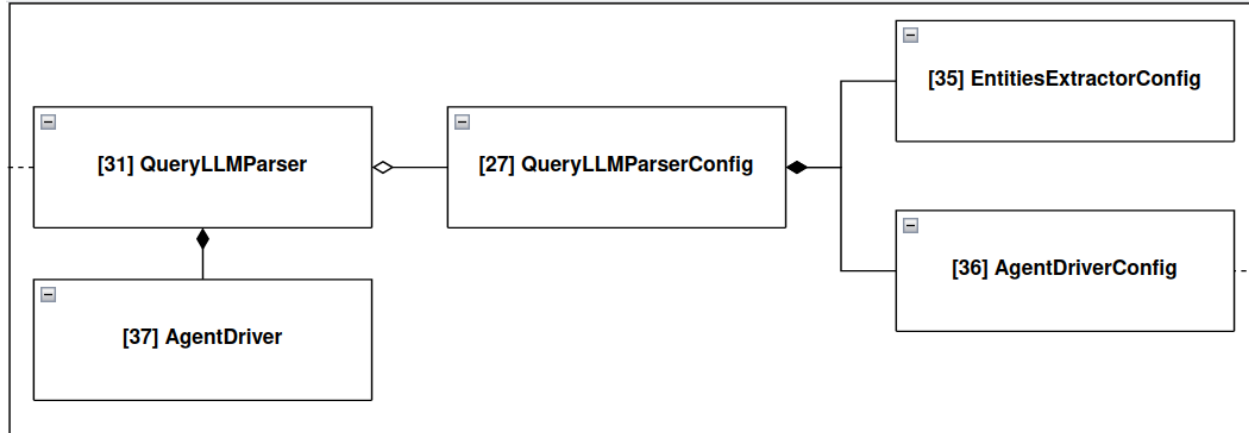 [35] EntitiesExtractorConfig
[31] QueryLLMParser
[27] QueryLLMParserConfig
[36] AgentDriverConfig
[37] AgentDriver